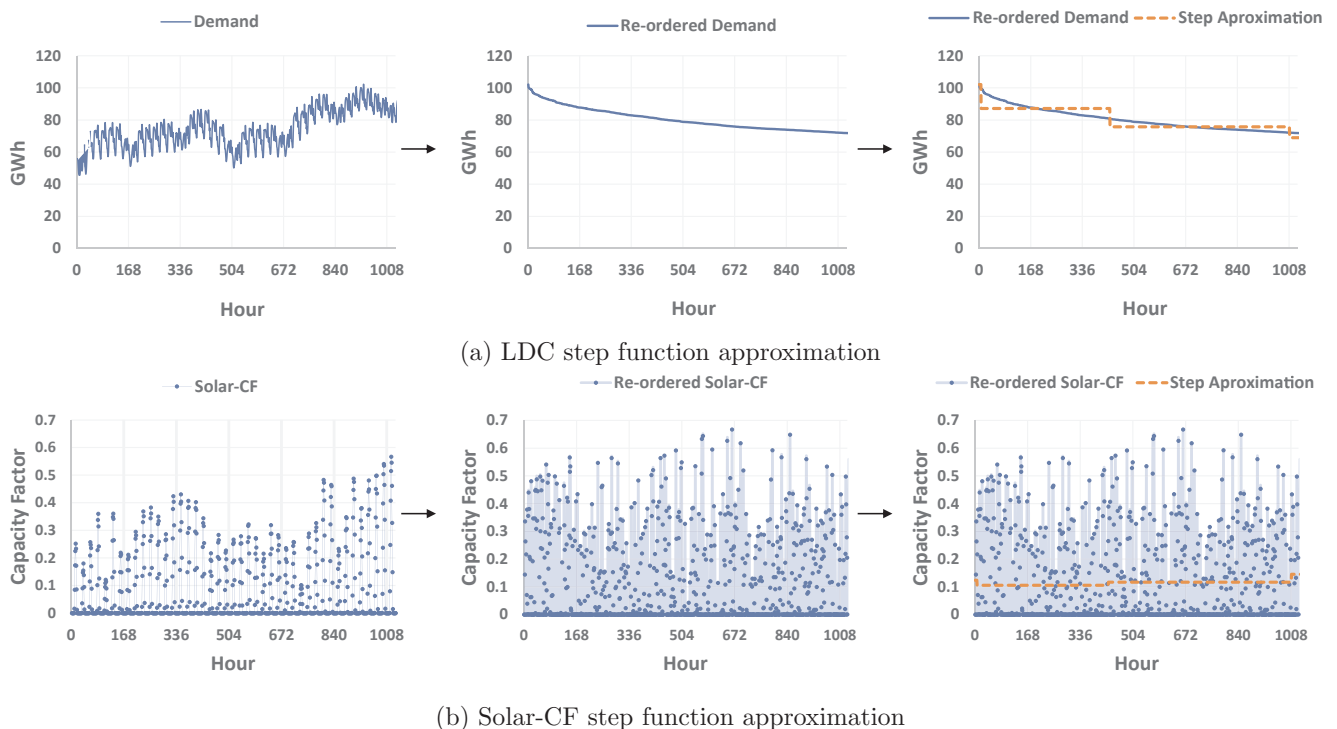 Demand
Re-ordered Demand
Re-ordered Demand Step Aproximation
120
100
80
60
40
20
0
GWh
0 168 336 504 672 840 1008
Hour
120
100
80
60
40
20
0
GWh
0 168 336 504 672 840 1008
Hour
120
100
80
60
40
20
0
GWh
0 168 336 504 672 840 1008
Hour
(a) LDC step function approximation
Solar-CF
Re-ordered Solar-CF
Re-ordered Solar-CF Step Aproximation
0.7
0.6
0.5
0.4
0.3
0.2
0.1
0
Capacity Factor
0 168 336 504 672 840 1008
Hour
0.7
0.6
0.5
0.4
0.3
0.2
0.1
0
Capacity Factor
0 168 336 504 672 840 1008
Hour
0.7
0.6
0.5
0.4
0.3
0.2
0.1
0
Capacity Factor
0 168 336 504 672 840 1008
Hour
(b) Solar-CF step function approximation